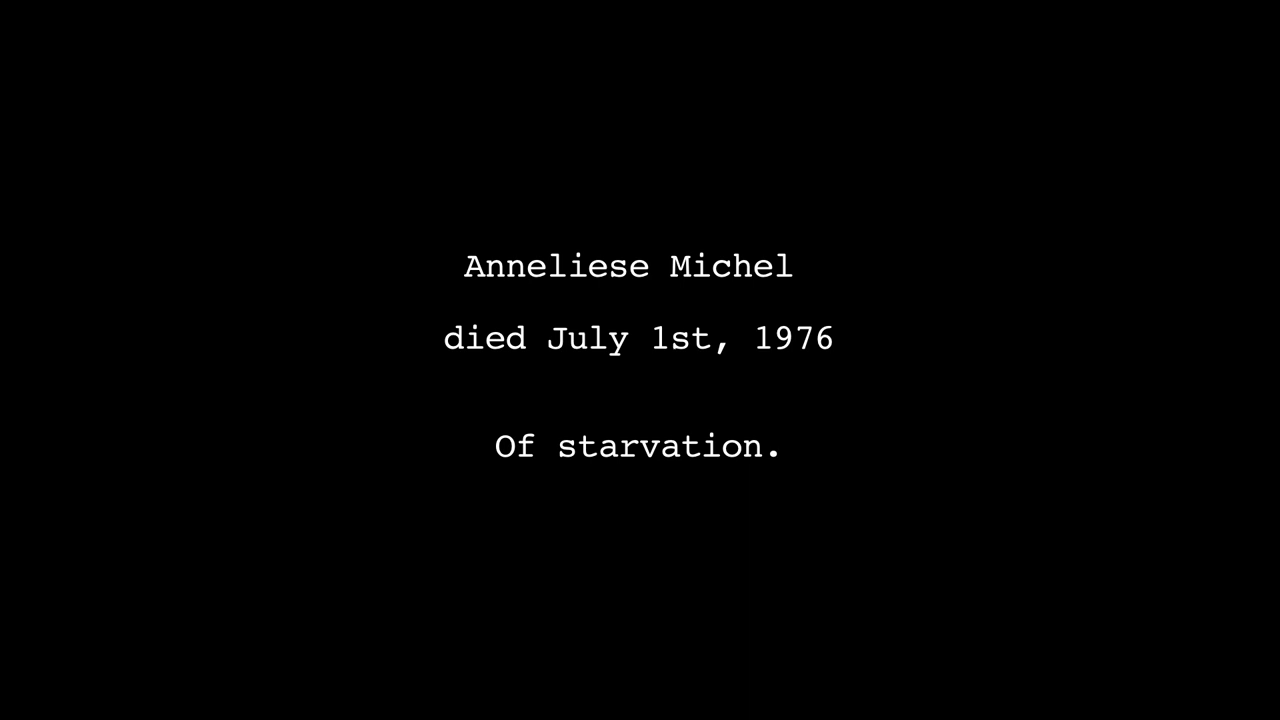 Anneliese Michel
died July 1st, 1976
Of starvation.